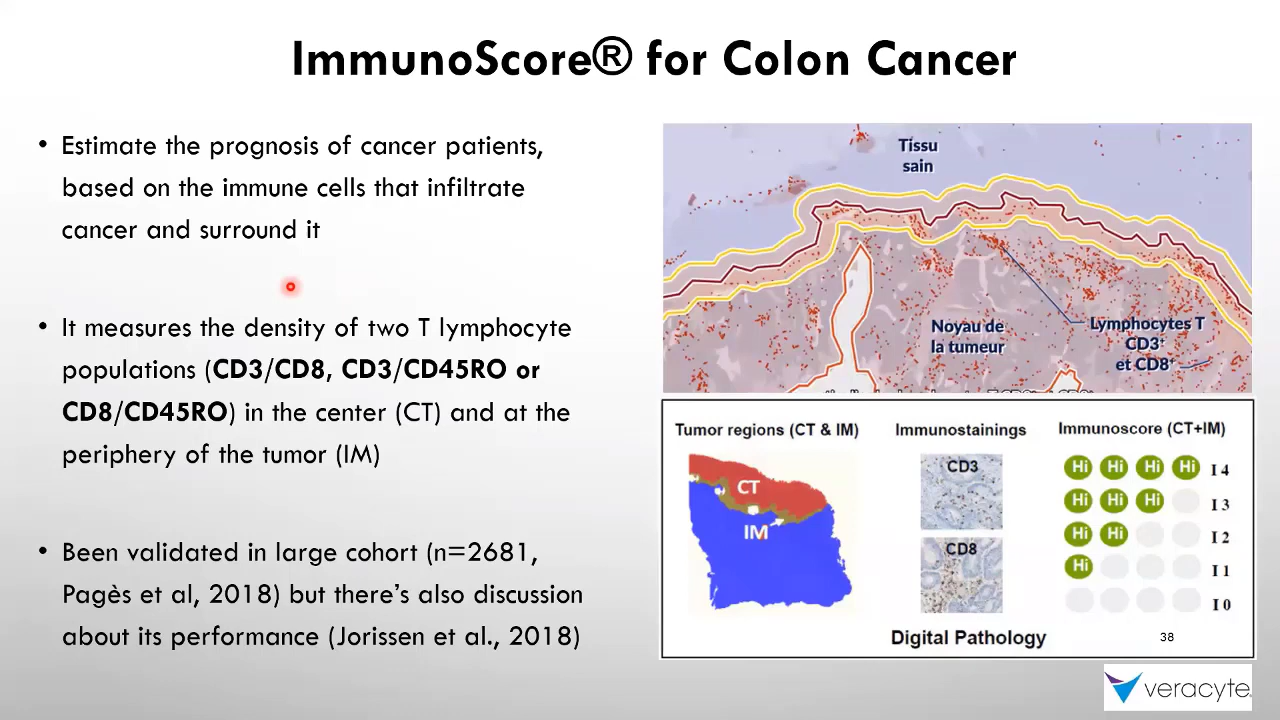 ImmunoScore® for Colon Cancer
• Estimate the prognosis of cancer patients,
based on the immune cells that infiltrate
cancer and surround it
• It measures the density of two T lymphocyte
populations (CD3/CD8, CD3/CD45RO or
CD8/CD45RO) in the center (CT) and at the
periphery of the tumor (IM)
• Been validated in large cohort (n=2681,
Pagès et al, 2018) but there's also discussion
about its performance (Jorissen et al., 2018)
Tissu
sain
Noyau de
la tumeur
Lymphocytes T
CD3⁺
et CD8⁺
Tumor regions (CT & IM)
CT
IM
Immunostainings
CD3
CD8
Immunoscore (CT+IM)
Hi Hi Hi Hi I 4
Hi Hi Hi I 3
Hi Hi I 2
Hi I 1
I 0
Digital Pathology
38
veracyte